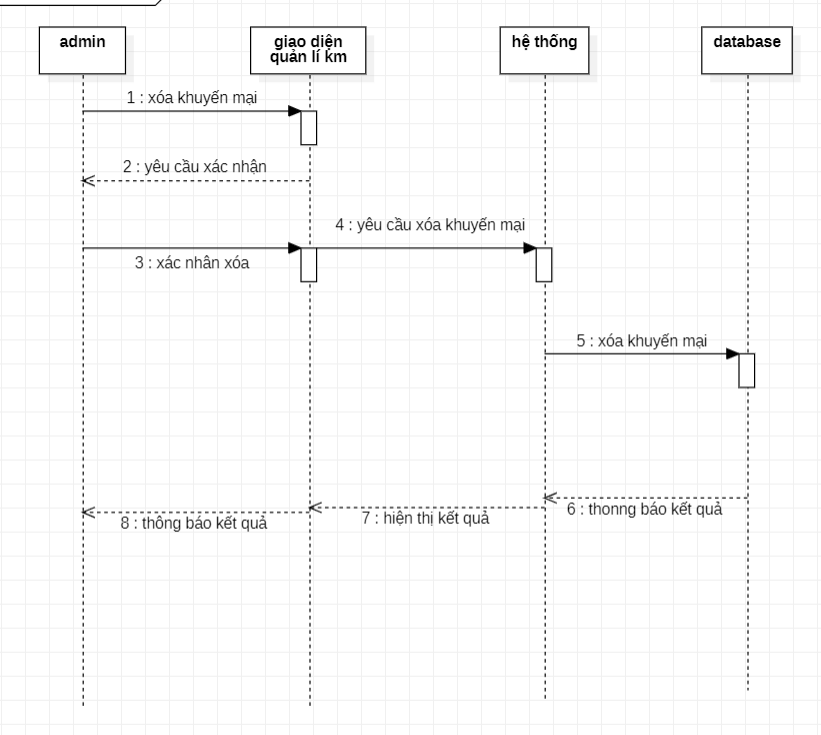 admin
giao diện
quản lí km
hệ thống
database
1 : xóa khuyến mại
2 : yêu cầu xác nhận
4 : yêu cầu xóa khuyến mại
3 : xác nhân xóa
5 : xóa khuyến mại
6 : thonng báo kết quả
7 : hiện thị kết quả
8 : thông báo kết quả